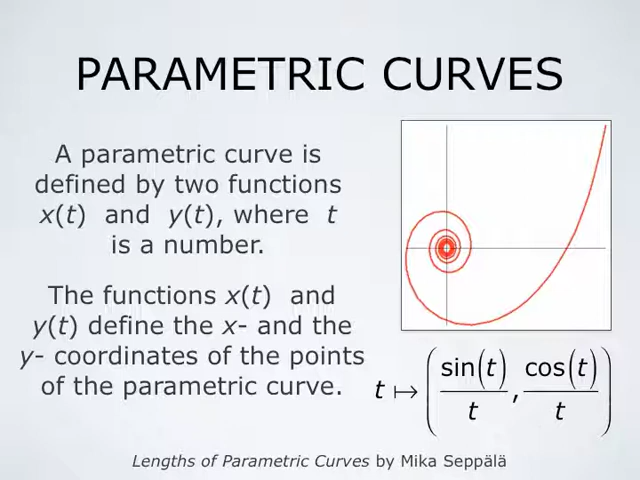 PARAMETRIC CURVES
A parametric curve is
defined by two functions
x(t) and y(t), where t
is a number.
The functions x(t) and
y(t) define the x- and the
y- coordinates of the points
of the parametric curve.
t ↦ (sin(t)/t, cos(t)/t)
Lengths of Parametric Curves by Mika Seppälä